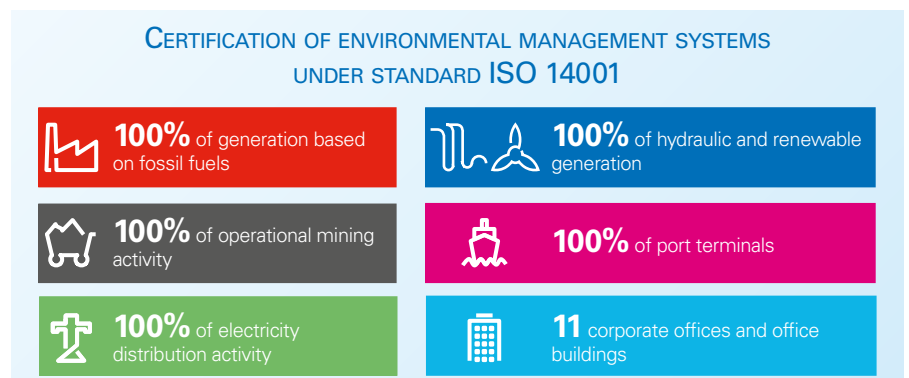 CERTIFICATION OF ENVIRONMENTAL MANAGEMENT SYSTEMS
UNDER STANDARD ISO 14001
100% of generation based
on fossil fuels
100% of hydraulic and renewable
generation
100% of operational mining
activity
100% of port terminals
100% of electricity
distribution activity
11 corporate offices and office
buildings